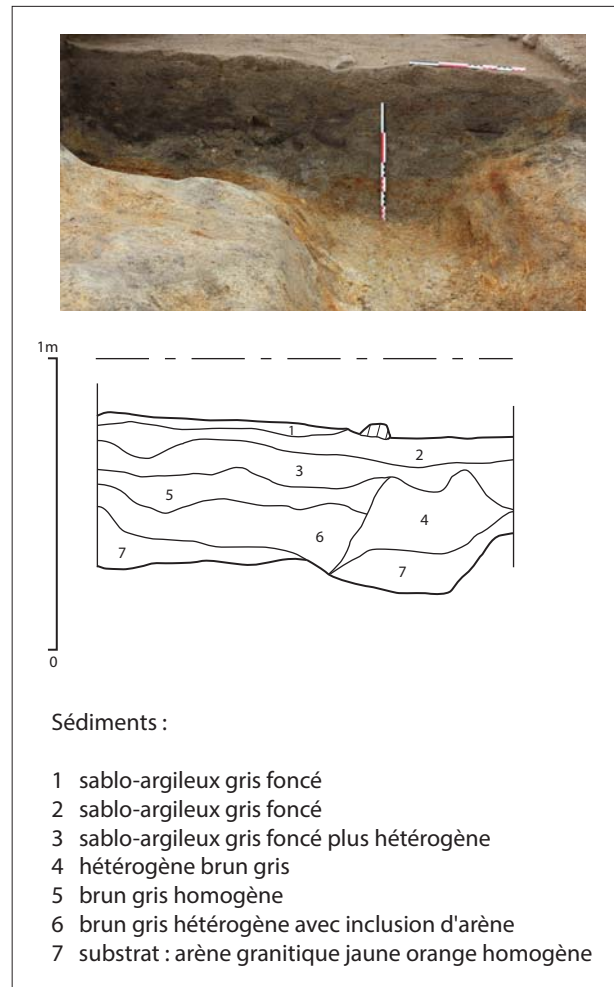 1m
1
2
3
5
4
6
7
7
0
Sédiments :
1 sablo-argileux gris foncé
2 sablo-argileux gris foncé
3 sablo-argileux gris foncé plus hétérogène
4 hétérogène brun gris
5 brun gris homogène
6 brun gris hétérogène avec inclusion d'arène
7 substrat : arène granitique jaune orange homogène